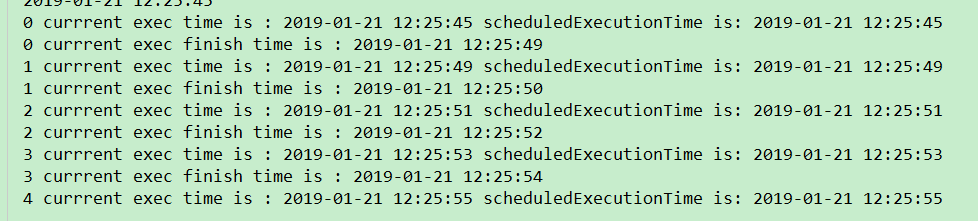 2019-01-21 12:25:45
0 currrent exec time is : 2019-01-21 12:25:45 scheduledExecutionTime is: 2019-01-21 12:25:45
0 currrent exec finish time is : 2019-01-21 12:25:49
1 currrent exec time is : 2019-01-21 12:25:49 scheduledExecutionTime is: 2019-01-21 12:25:49
1 currrent exec finish time is : 2019-01-21 12:25:50
2 currrent exec time is : 2019-01-21 12:25:51 scheduledExecutionTime is: 2019-01-21 12:25:51
2 currrent exec finish time is : 2019-01-21 12:25:52
3 currrent exec time is : 2019-01-21 12:25:53 scheduledExecutionTime is: 2019-01-21 12:25:53
3 currrent exec finish time is : 2019-01-21 12:25:54
4 currrent exec time is : 2019-01-21 12:25:55 scheduledExecutionTime is: 2019-01-21 12:25:55